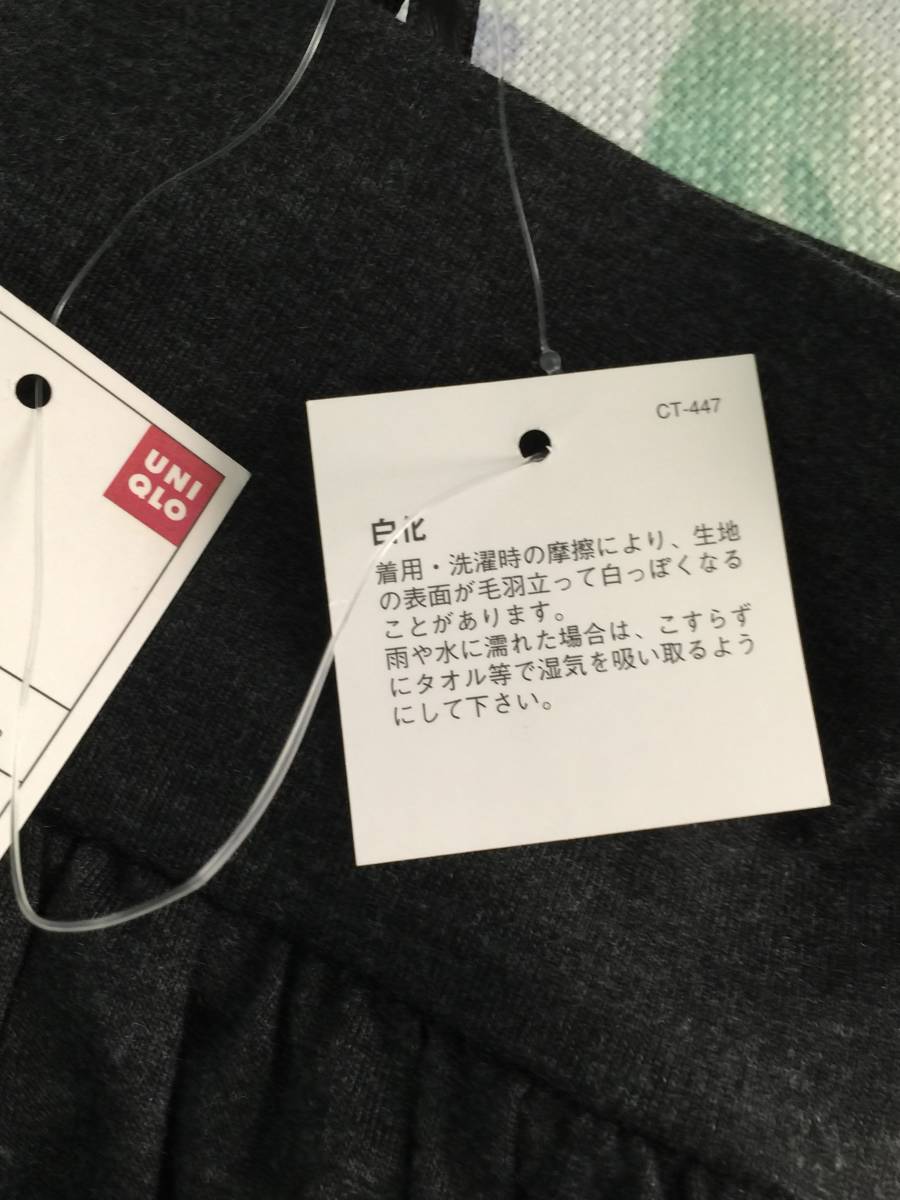 UNI
QLO
CT-447
白化
着用・洗濯時の摩擦により、生地
の表面が毛羽立って白っぽくなる
ことがあります。
雨や水に濡れた場合は、こすらず
にタオル等で湿気を吸い取るよう
にして下さい。